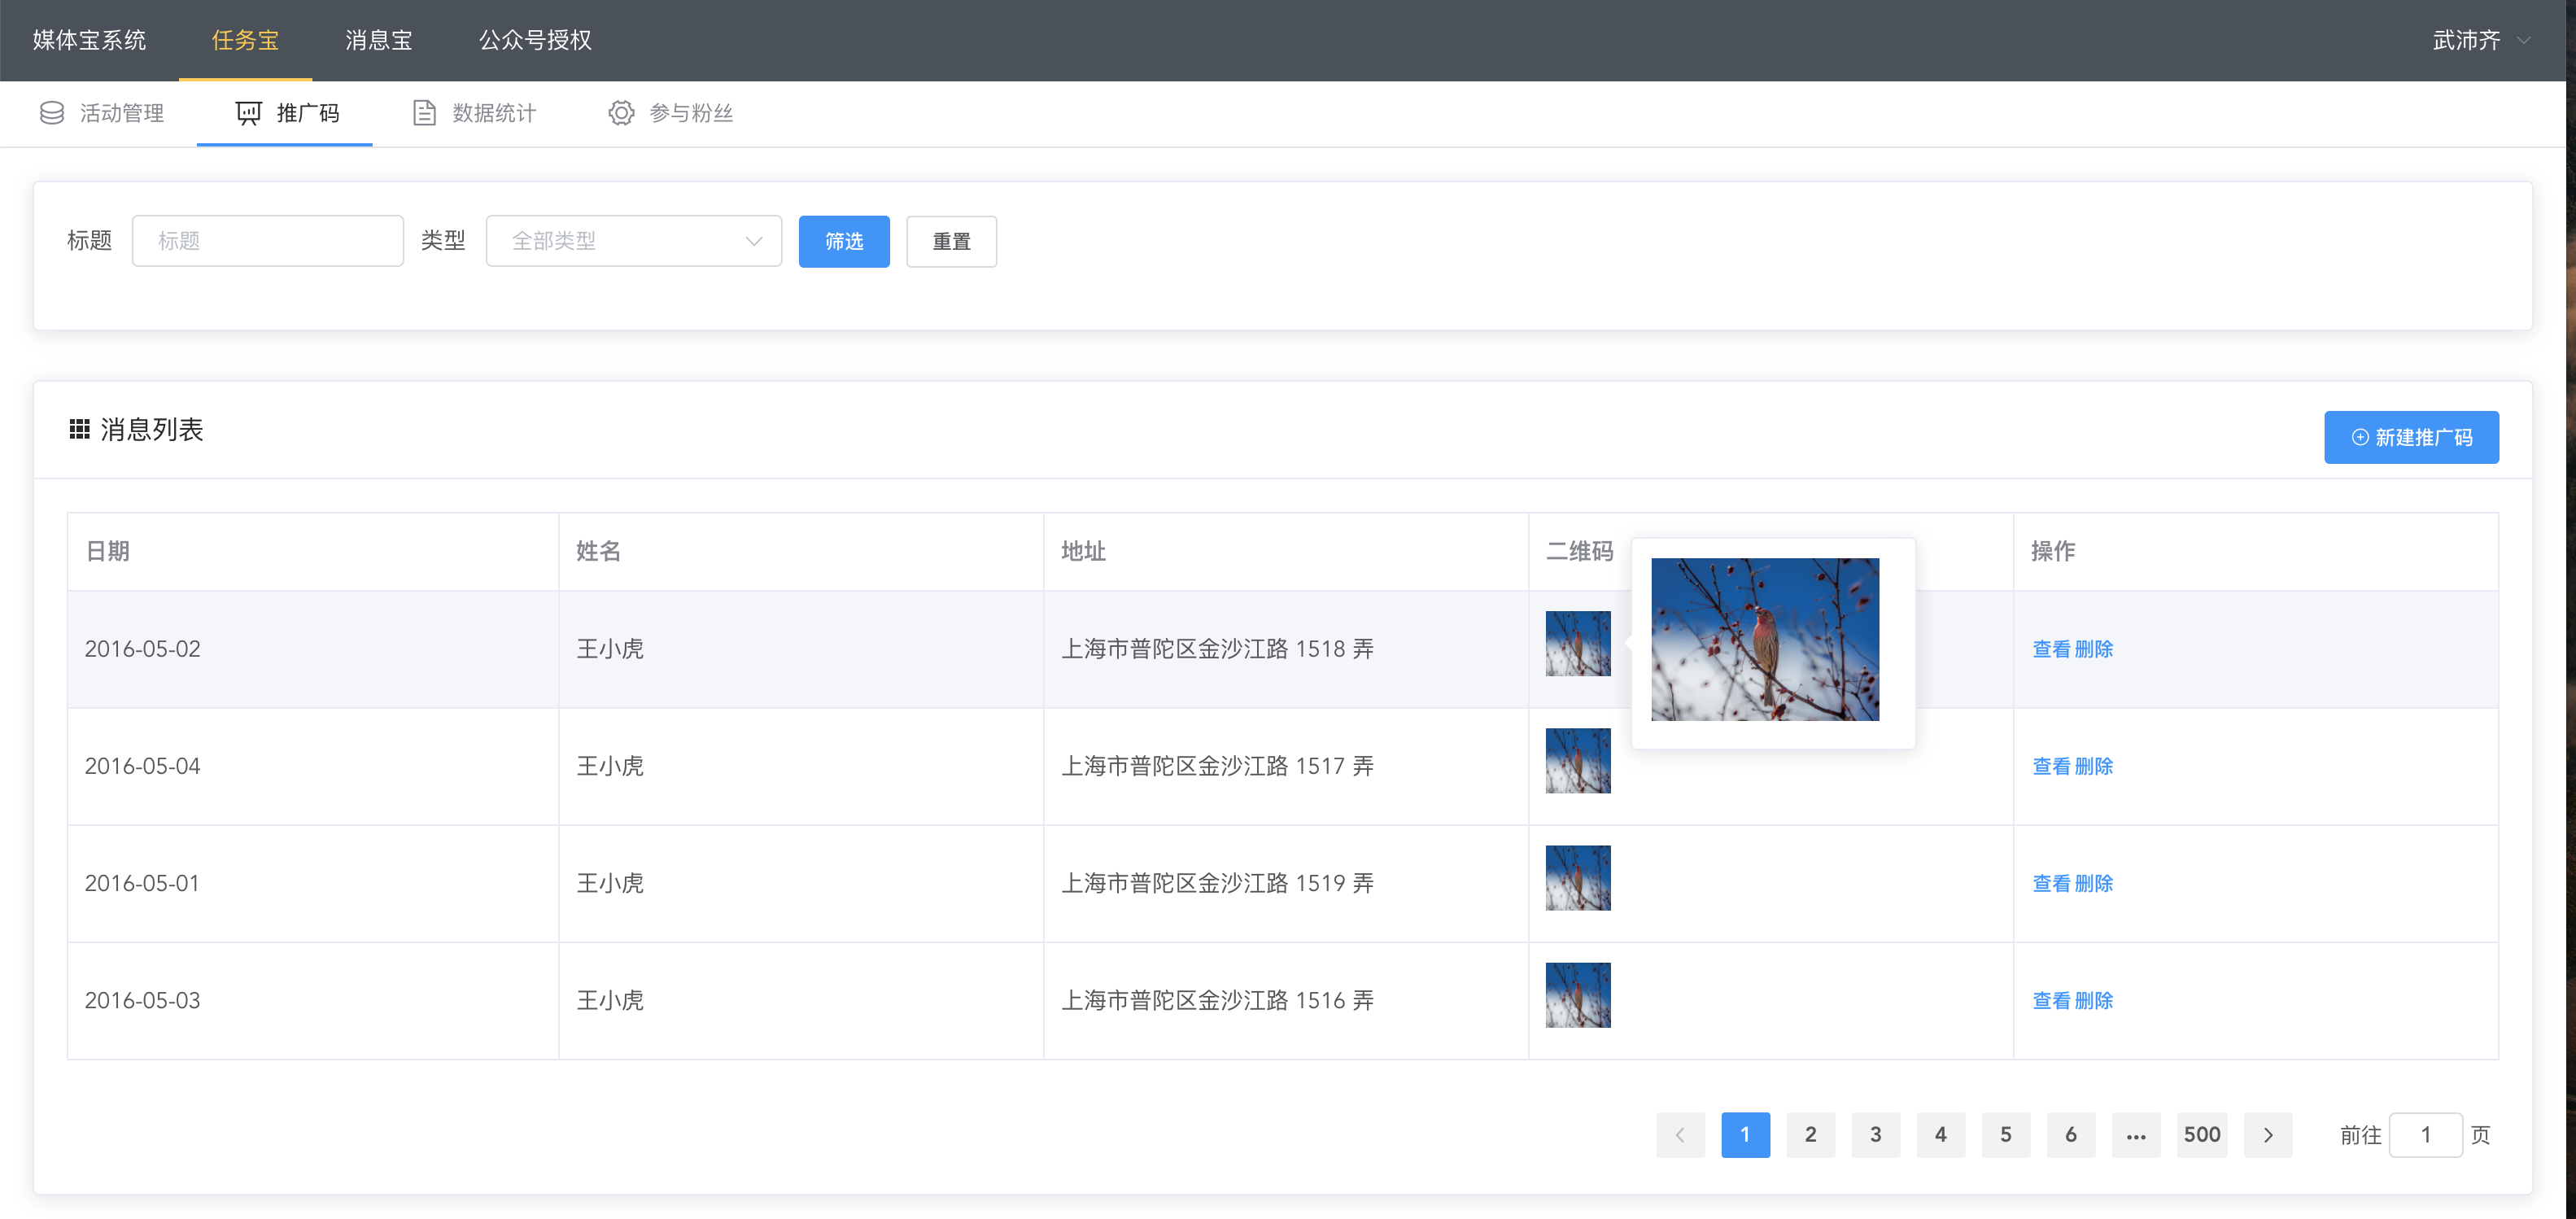 媒体宝系统 任务宝 消息宝 公众号授权 武沛齐
活动管理 推广码 数据统计 参与粉丝
标题 标题 类型 全部类型 筛选 重置
消息列表 新建推广码
日期 姓名 地址 二维码 操作
2016-05-02 王小虎 上海市普陀区金沙江路 1518 弄 查看 删除
2016-05-04 王小虎 上海市普陀区金沙江路 1517 弄 查看 删除
2016-05-01 王小虎 上海市普陀区金沙江路 1519 弄 查看 删除
2016-05-03 王小虎 上海市普陀区金沙江路 1516 弄 查看 删除
1 2 3 4 5 6 ... 500 前往 1 页